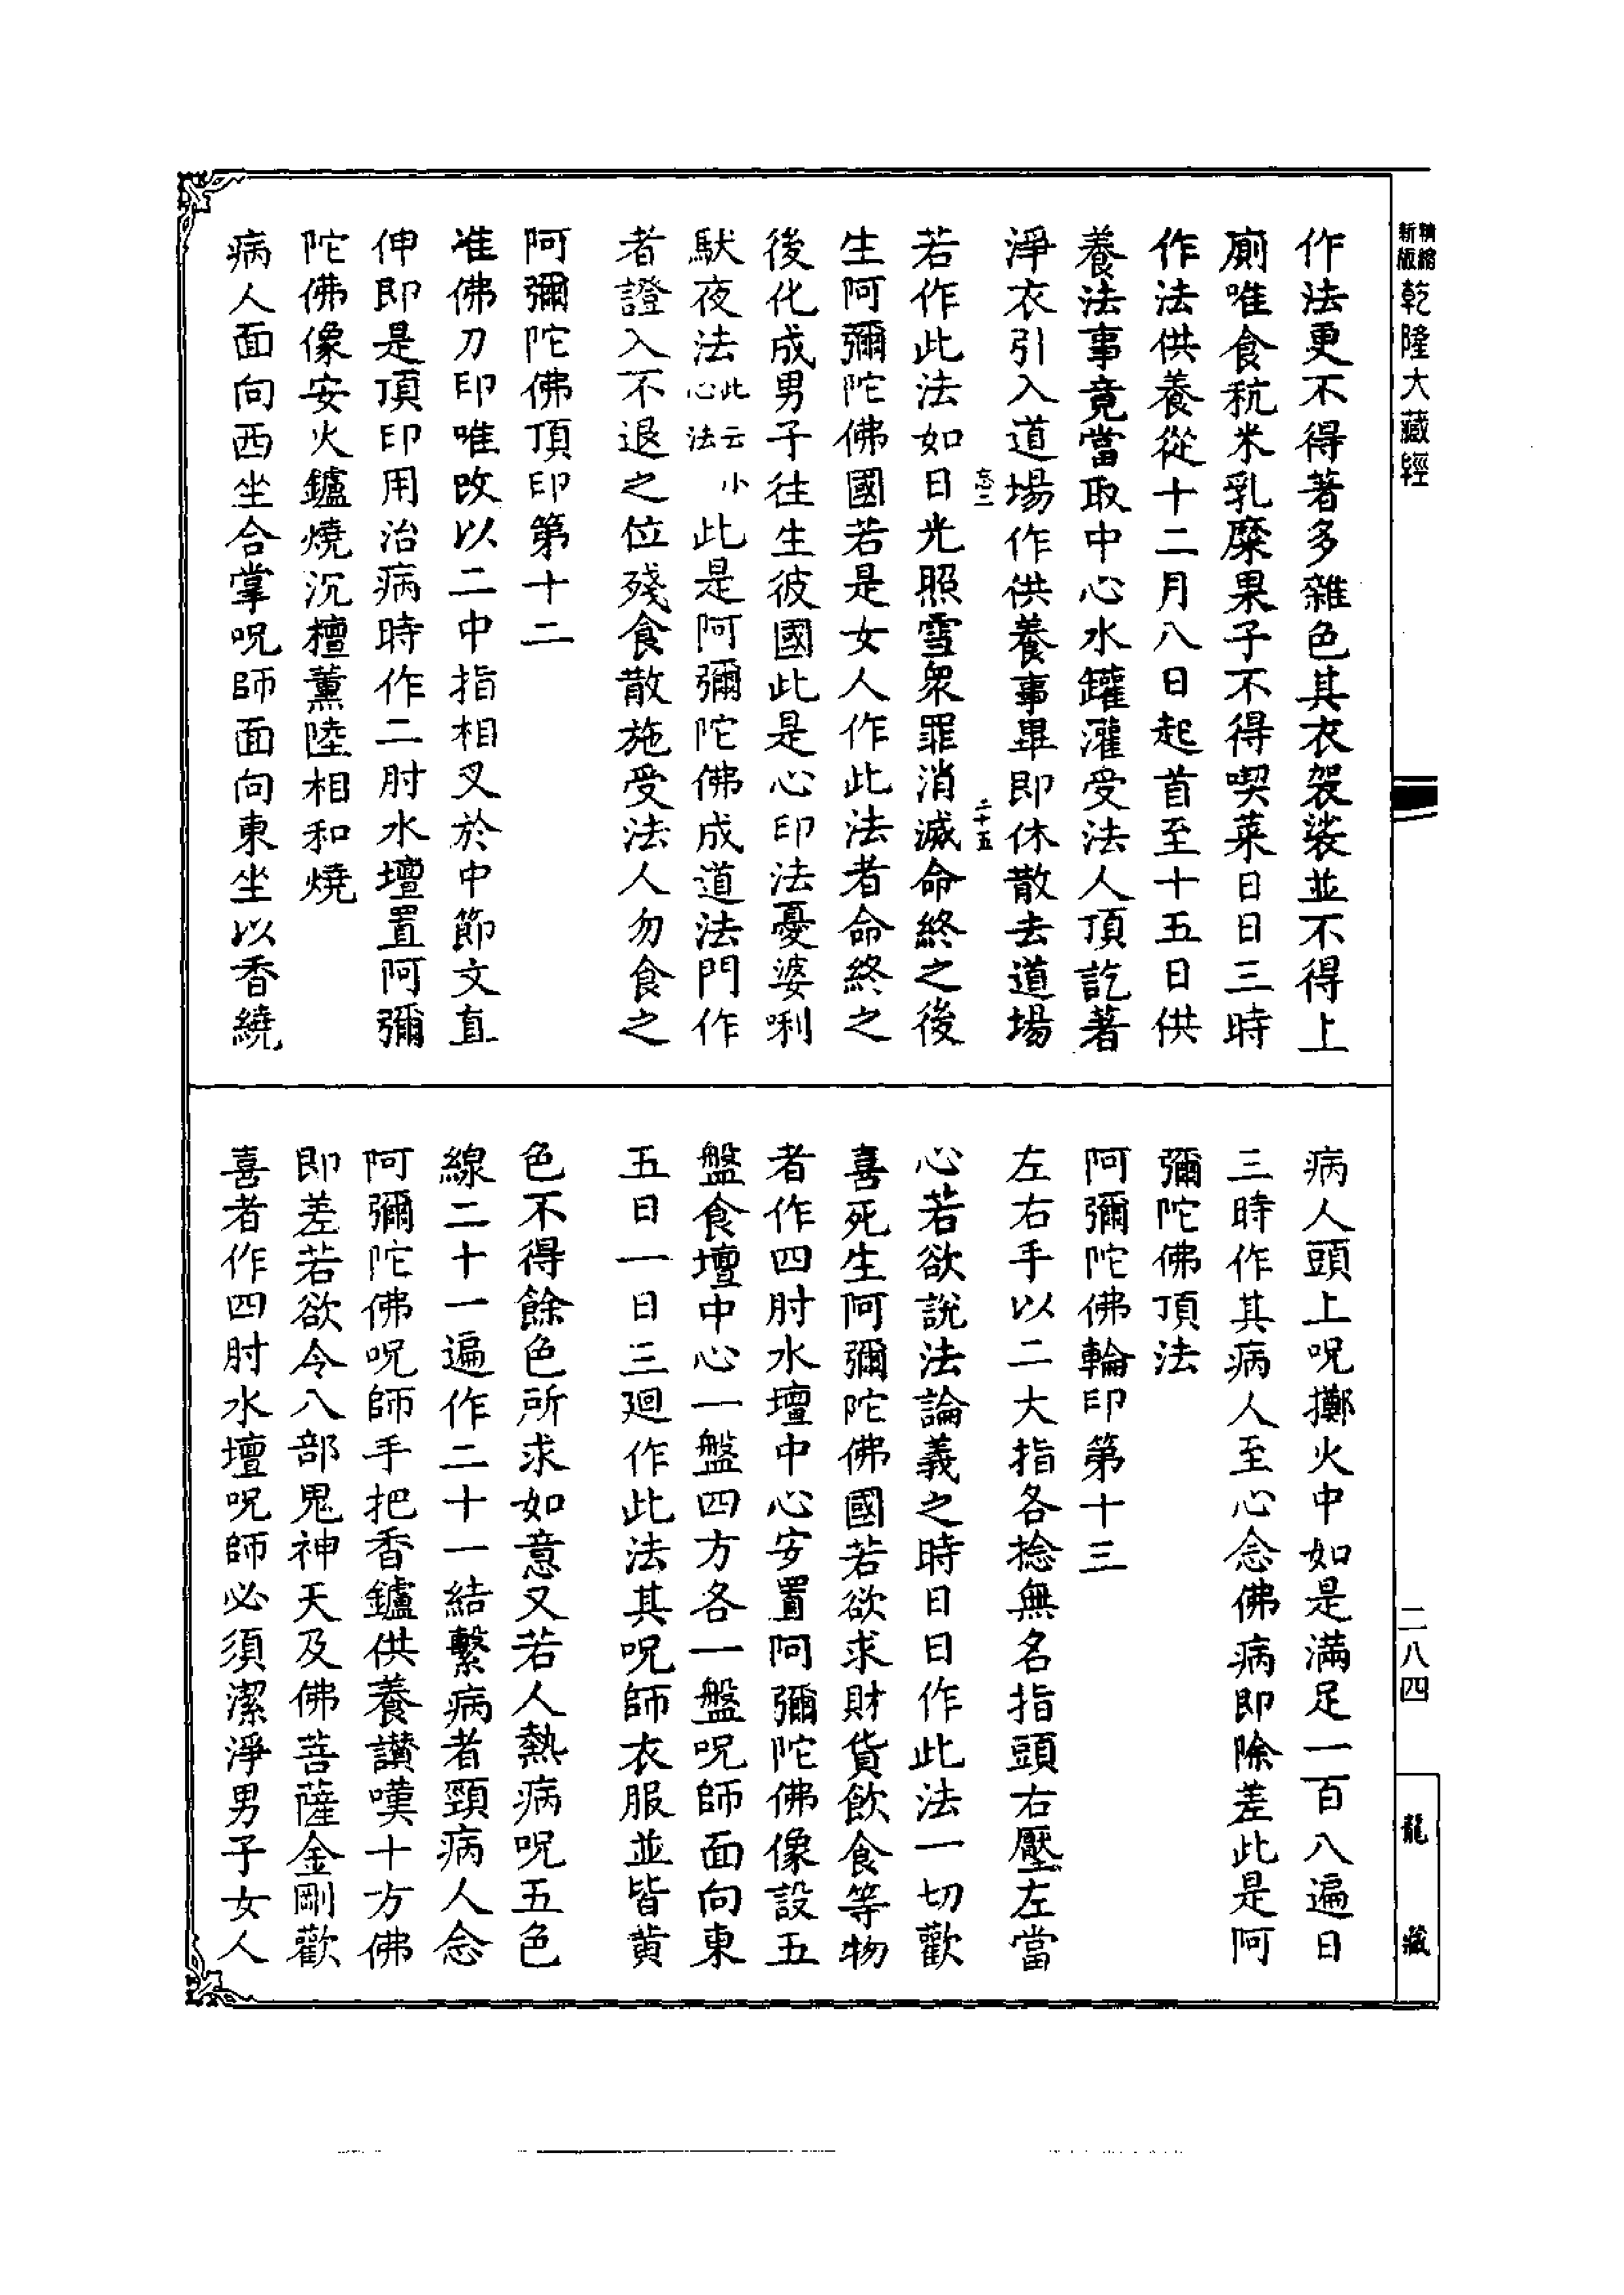 精縮新版乾隆大藏經
作法更不得著多雜色其衣袈裟並不得上
廁唯食秔米乳糜果子不得喫菜日日三時
作法供養從十二月八日起首至十五日供
養法事竟當取中心水罐灌受法人頂訖著
淨衣引入道場作供養事畢即休散去道場
二十五
若作此法如日光照雪衆罪消滅命終之後
生阿彌陀佛國若是女人作此法者命終之
後化成男子往生彼國此是心印法憂婆唎
馱夜法此云小心法此是阿彌陀佛成道法門作
者證入不退之位殘食散施受法人勿食之
阿彌陀佛頂印第十二
准佛刀印唯改以二中指相叉於中節文直
伸即是頂印用治病時作二肘水壇置阿彌
陀佛像安火鑪燒沉檀薰陸相和燒
病人面向西坐合掌呪師面向東坐以香繞
病人頭上呪擲火中如是滿足一百八遍日
三時作其病人至心念佛病即除差此是阿
彌陀佛頂法
阿彌陀佛輪印第十三
左右手以二大指各捻無名指頭右壓左當
心若欲說法論義之時日日作此法一切歡
喜死生阿彌陀佛國若欲求財貨飲食等物
者作四肘水壇中心安置阿彌陀佛像設五
盤食壇中心一盤四方各一盤呪師面向東
五日一日三迴作此法其呪師衣服並皆黃
色不得餘色所求如意又若人熱病呪五色
線二十一遍作二十一結繫病者頸病人念
阿彌陀佛呪師手把香鑪供養讚嘆十方佛
即差若欲令八部鬼神天及佛菩薩金剛歡
喜者作四肘水壇呪師必須潔淨男子女人
二八四
龍藏